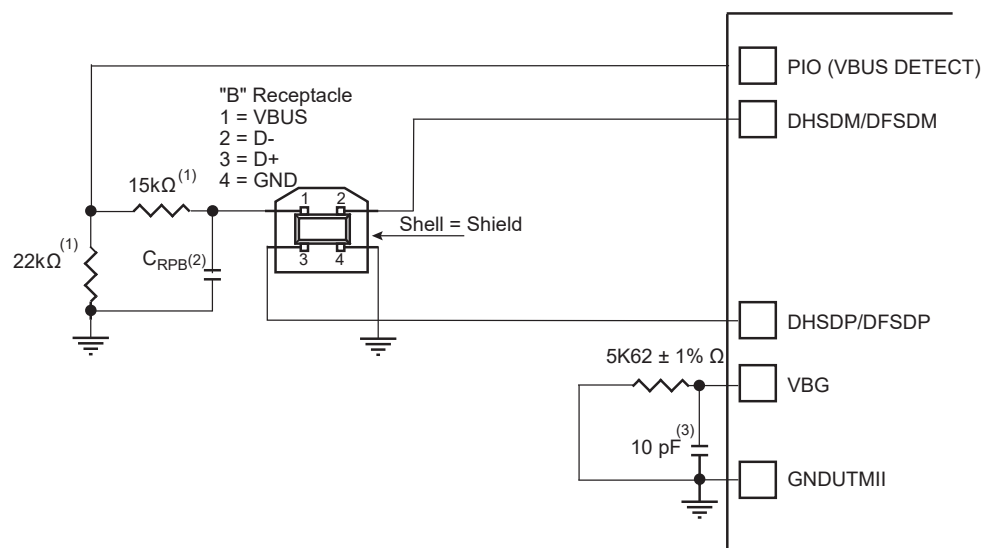 PIO (VBUS DETECT)
"B" Receptacle
1 = VBUS
2 = D-
3 = D+
4 = GND
DHSDM/DFSDM
15kΩ(1)
1 2
Shell = Shield
22kΩ(1)
CRPB(2)
3 4
DHSDP/DFSDP
5K62 ± 1% Ω
VBG
10 pF(3)
GNDUTMII